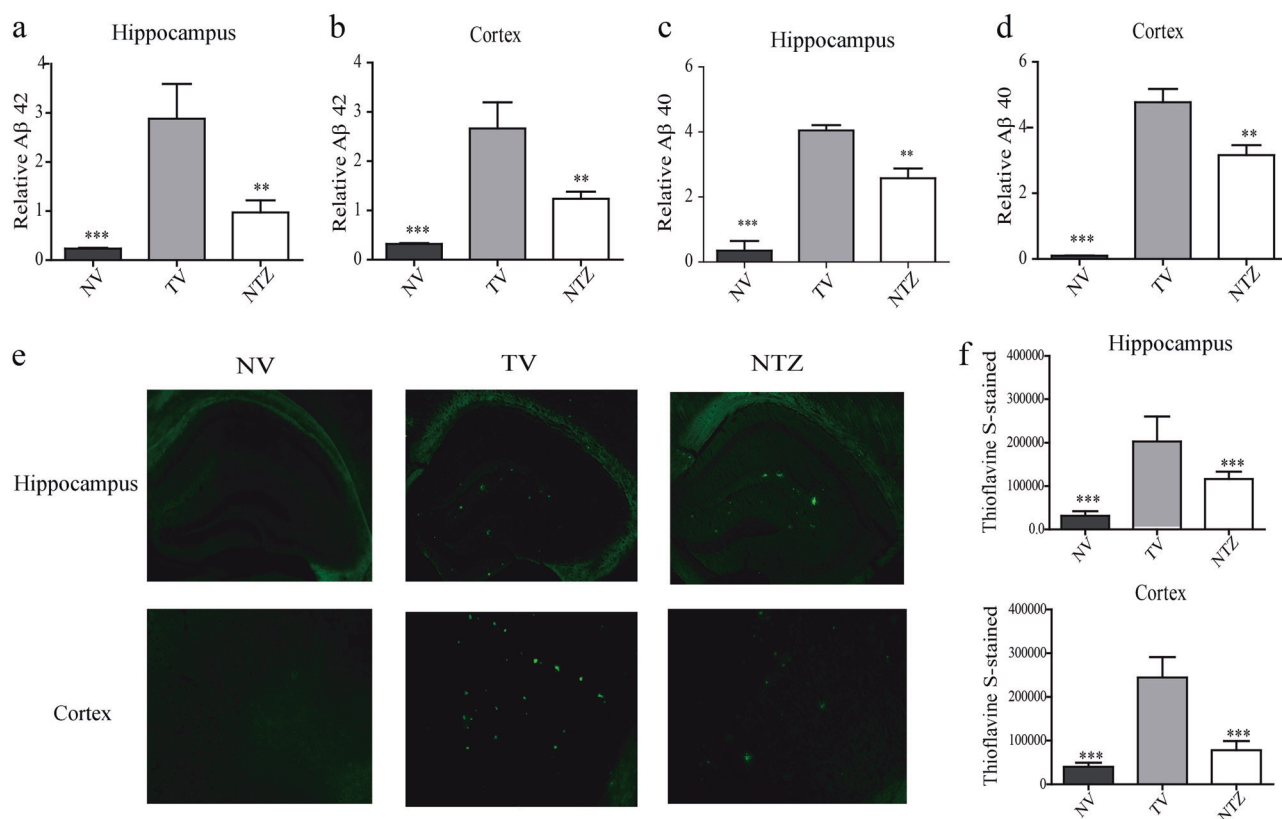 a
Hippocampus
Relative Aβ 42
4
3
2
1
0
***
**
NV
TV
NTZ
b
Cortex
Relative Aβ 42
4
3
2
1
0
***
**
NV
TV
NTZ
c
Hippocampus
Relative Aβ 40
6
4
2
0
***
**
NV
TV
NTZ
d
Cortex
Relative Aβ 40
6
4
2
0
***
**
NV
TV
NTZ
e
NV
TV
NTZ
Hippocampus
Cortex
f
Hippocampus
Thioflavine S-stained
400000
300000
200000
100000
0.0
***
***
NV
TV
NTZ
Cortex
Thioflavine S-stained
400000
300000
200000
100000
0
***
***
NV
TV
NTZ